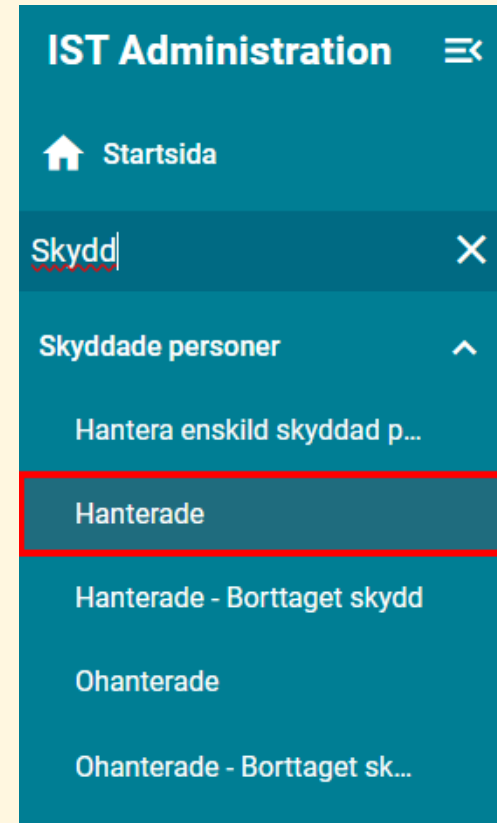 IST Administration
Startsida
Skydd
Skyddade personer
Hantera enskild skyddad p...
Hanterade
Hanterade - Borttaget skydd
Ohanterade
Ohanterade - Borttaget sk...